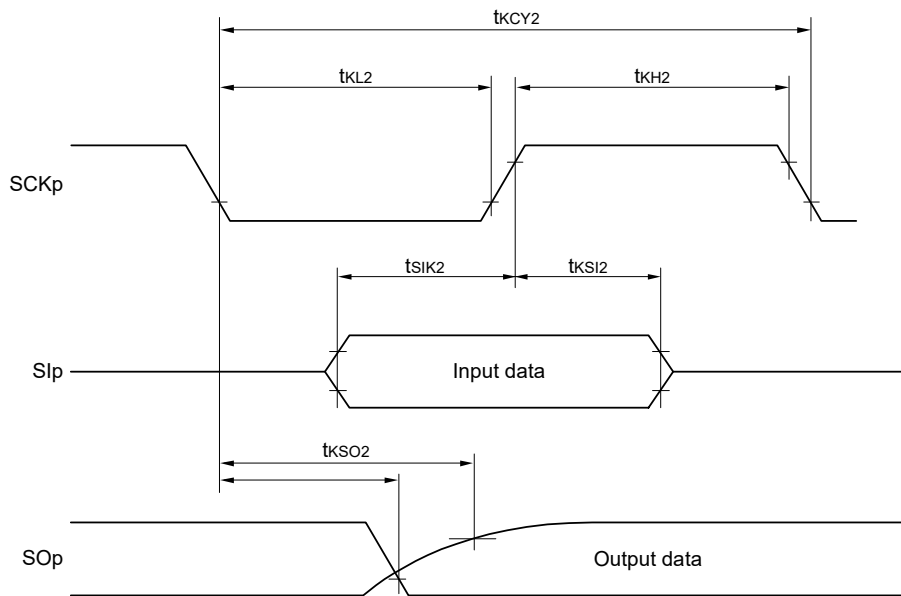 tKCY2
tKL2
tKH2
SCKp
tSIK2
tKSI2
SIp
Input data
tKSO2
SOp
Output data